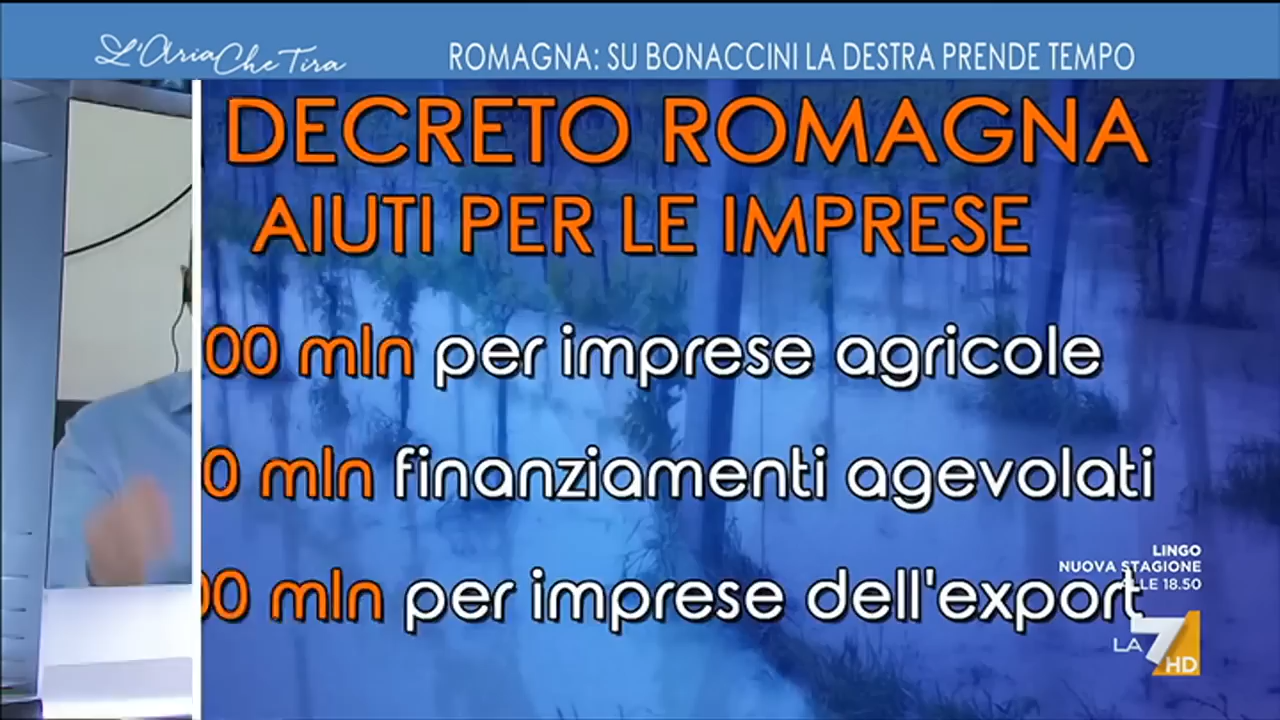 L'Aria Che Tira
ROMAGNA: SU BONACCINI LA DESTRA PRENDE TEMPO
DECRETO ROMAGNA
AIUTI PER LE IMPRESE
00 mln per imprese agricole
0 mln finanziamenti agevolati
00 mln per imprese dell'export
LINGO
NUOVA STAGIONE
ALLE 18.50
LA 7 HD